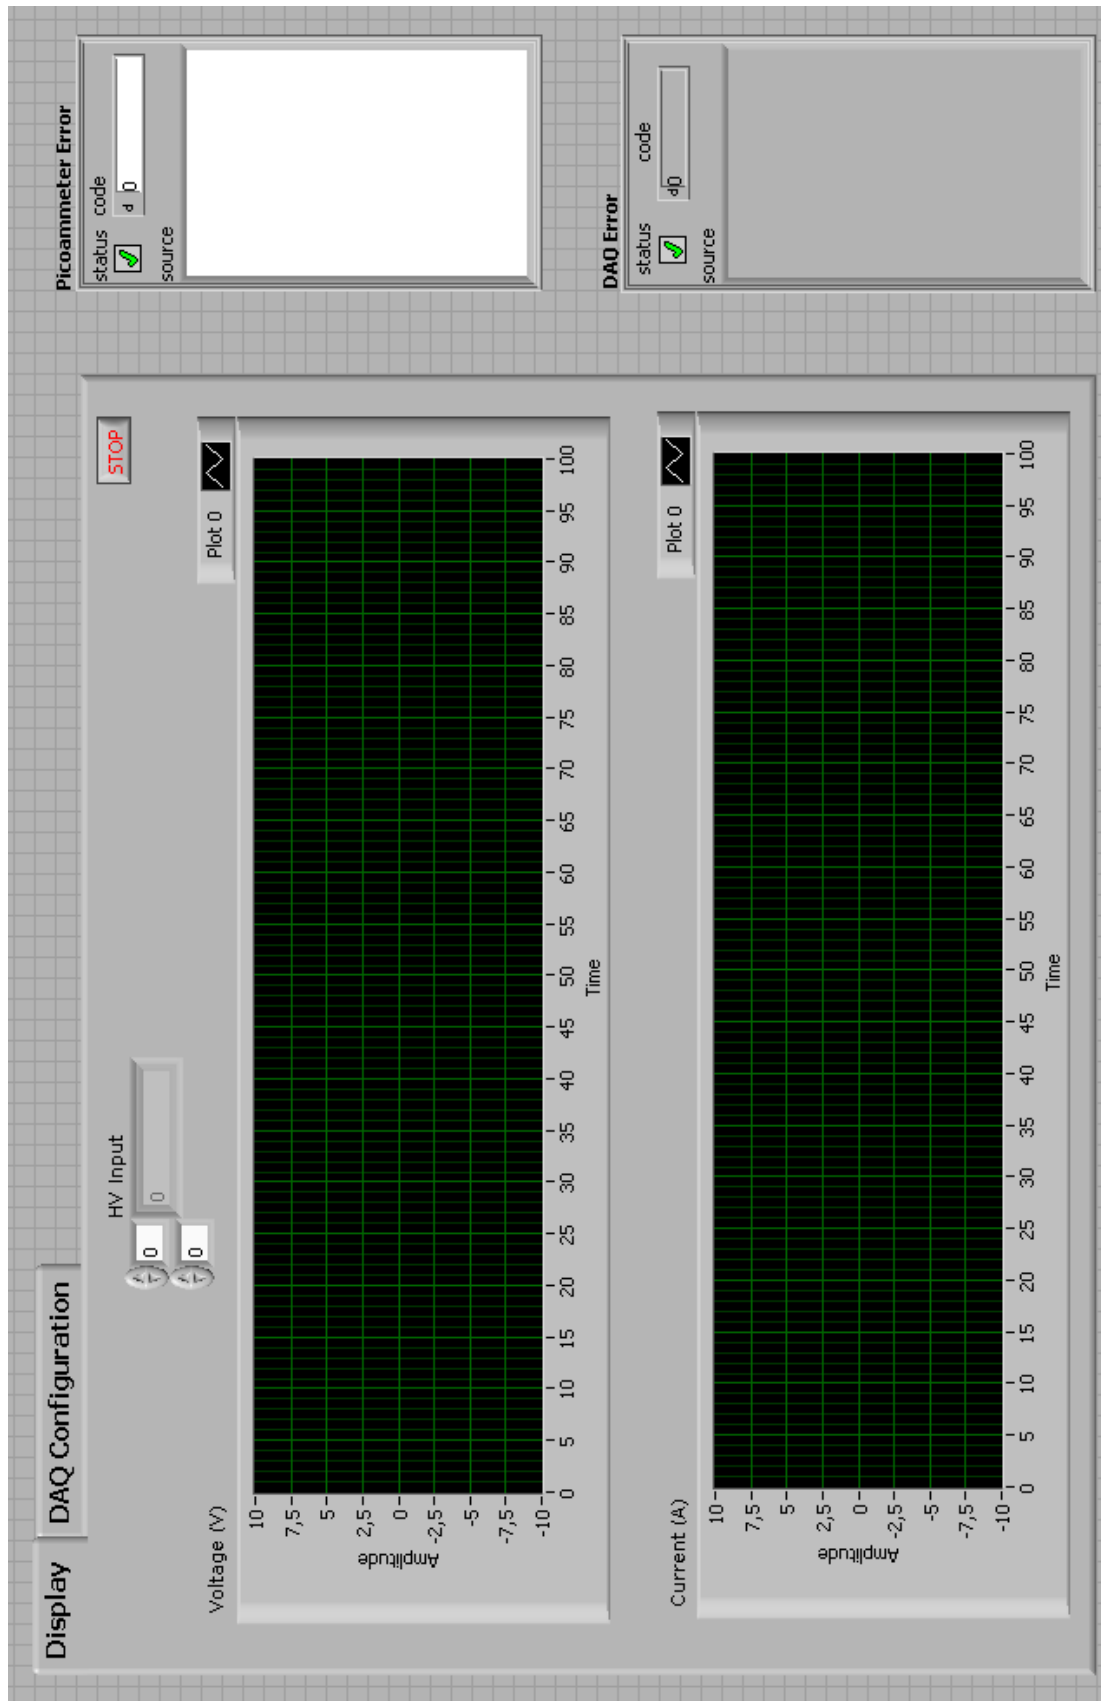 Display
DAQ Configuration
HV Input
0
0
0
STOP
Voltage (V)
Plot 0
10
7,5
5
2,5
0
-2,5
-5
-7,5
-10
Amplitude
0 5 10 15 20 25 30 35 40 45 50 55 60 65 70 75 80 85 90 95 100
Time
Current (A)
Plot 0
10
7,5
5
2,5
0
-2,5
-5
-7,5
-10
Amplitude
0 5 10 15 20 25 30 35 40 45 50 55 60 65 70 75 80 85 90 95 100
Time
Picoammeter Error
status code
d 0
source
DAQ Error
status code
d 0
source